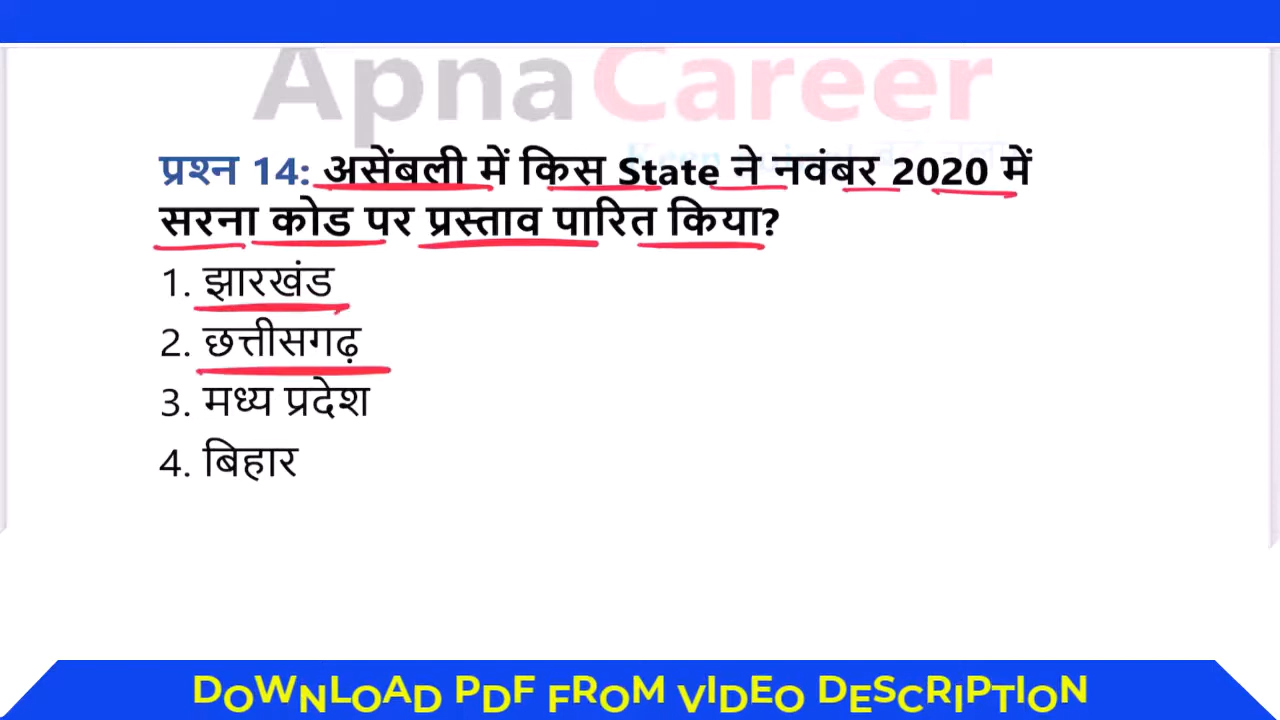 ApnaCareer
प्रश्न 14: असेंबली में किस State ने नवंबर 2020 में
सरना कोड पर प्रस्ताव पारित किया?
1. झारखंड
2. छत्तीसगढ़
3. मध्य प्रदेश
4. बिहार
DOWNLOAD PDF FROM VIDEO DESCRIPTION